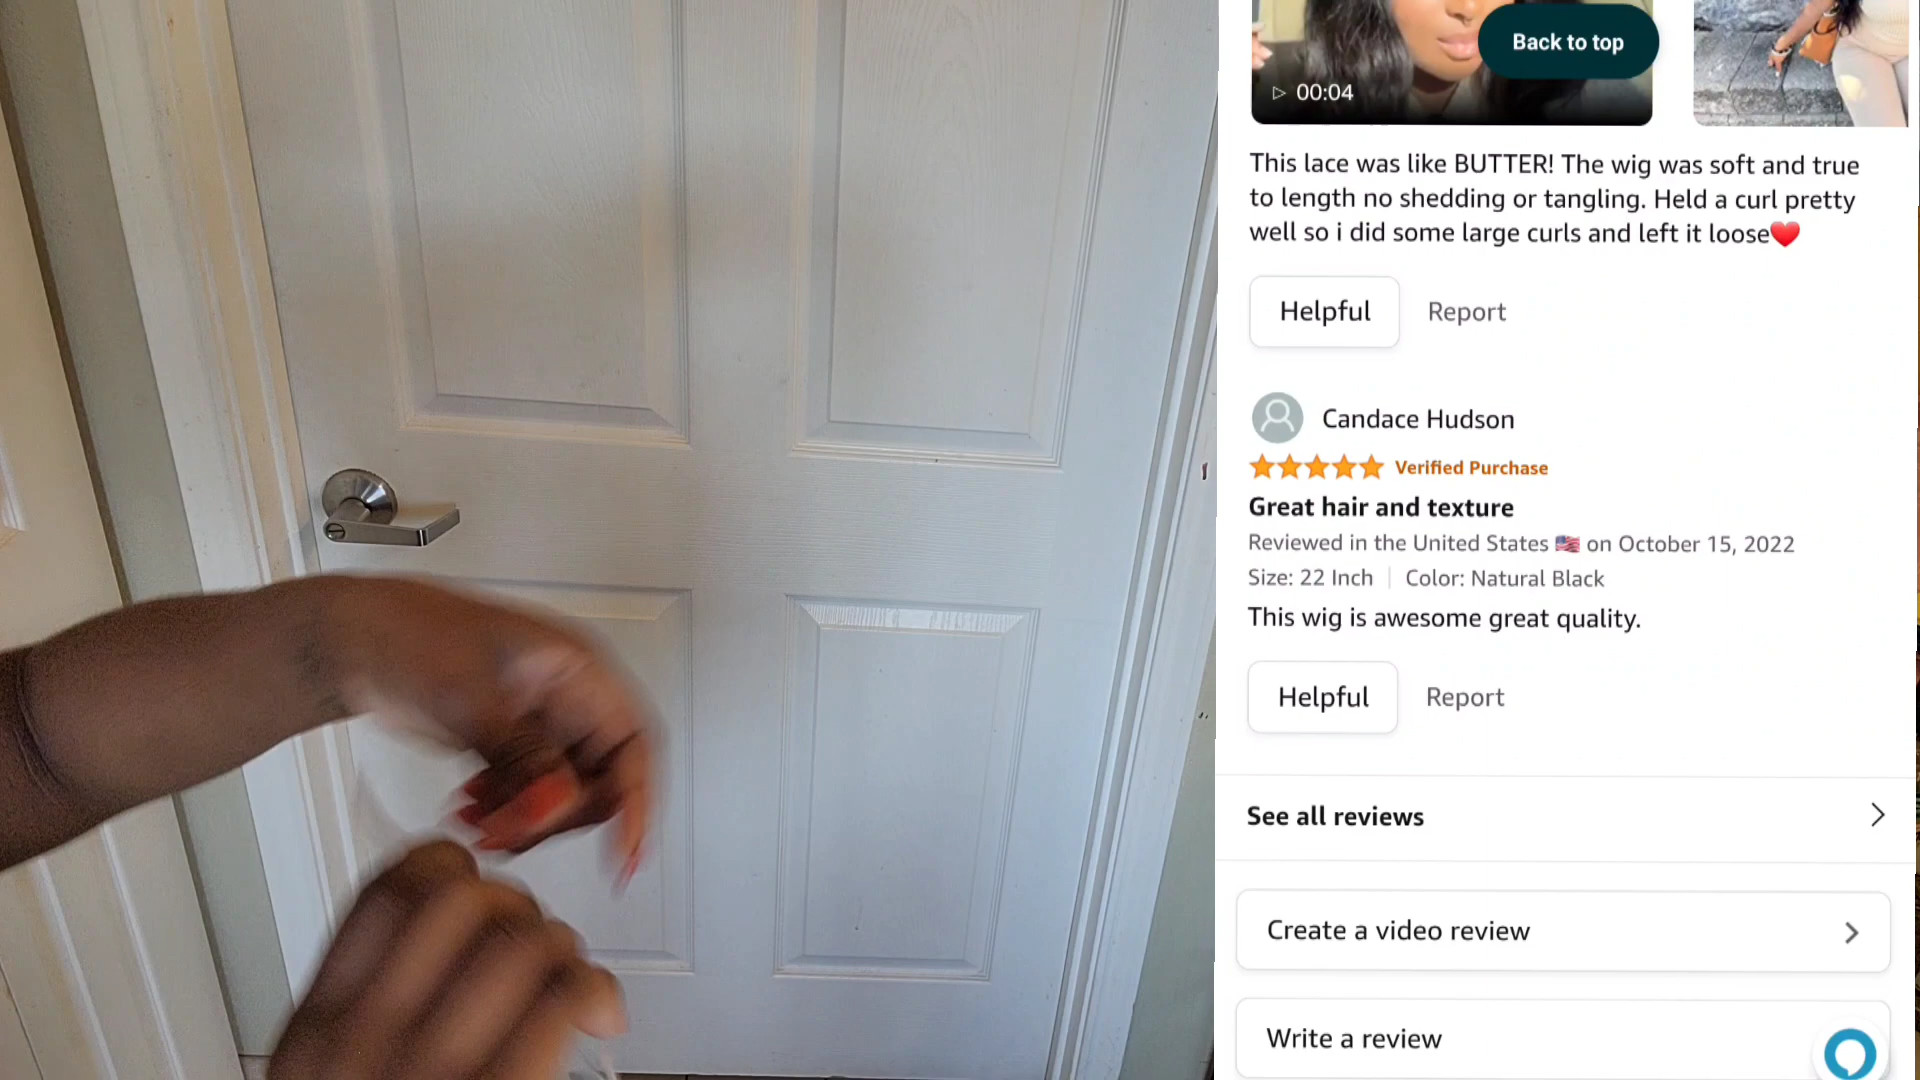 Back to top
00:04
This lace was like BUTTER! The wig was soft and true
to length no shedding or tangling. Held a curl pretty
well so i did some large curls and left it loose❤️
Helpful
Report
Candace Hudson
Verified Purchase
Great hair and texture
Reviewed in the United States 🇺🇸 on October 15, 2022
Size: 22 Inch | Color: Natural Black
This wig is awesome great quality.
Helpful
Report
See all reviews
Create a video review
Write a review